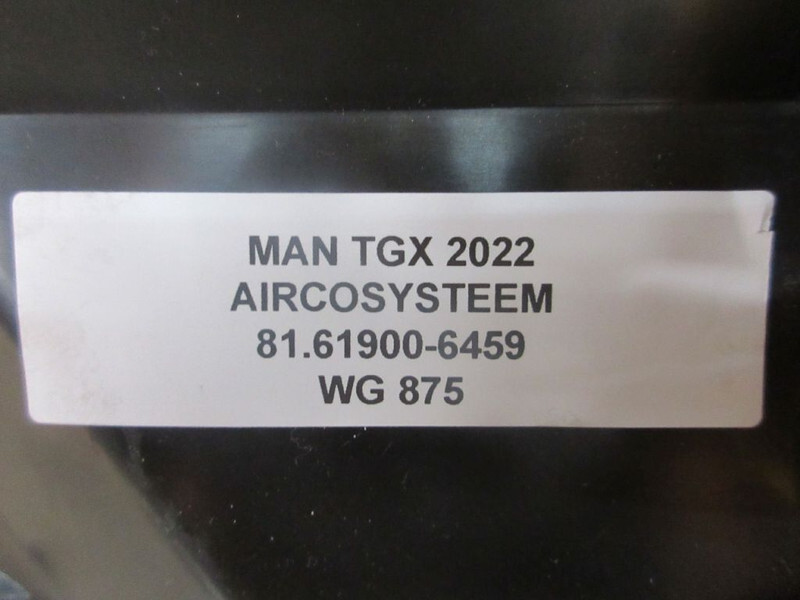 MAN TGX 2022
AIRCOSYSTEEM
81.61900-6459
WG 875